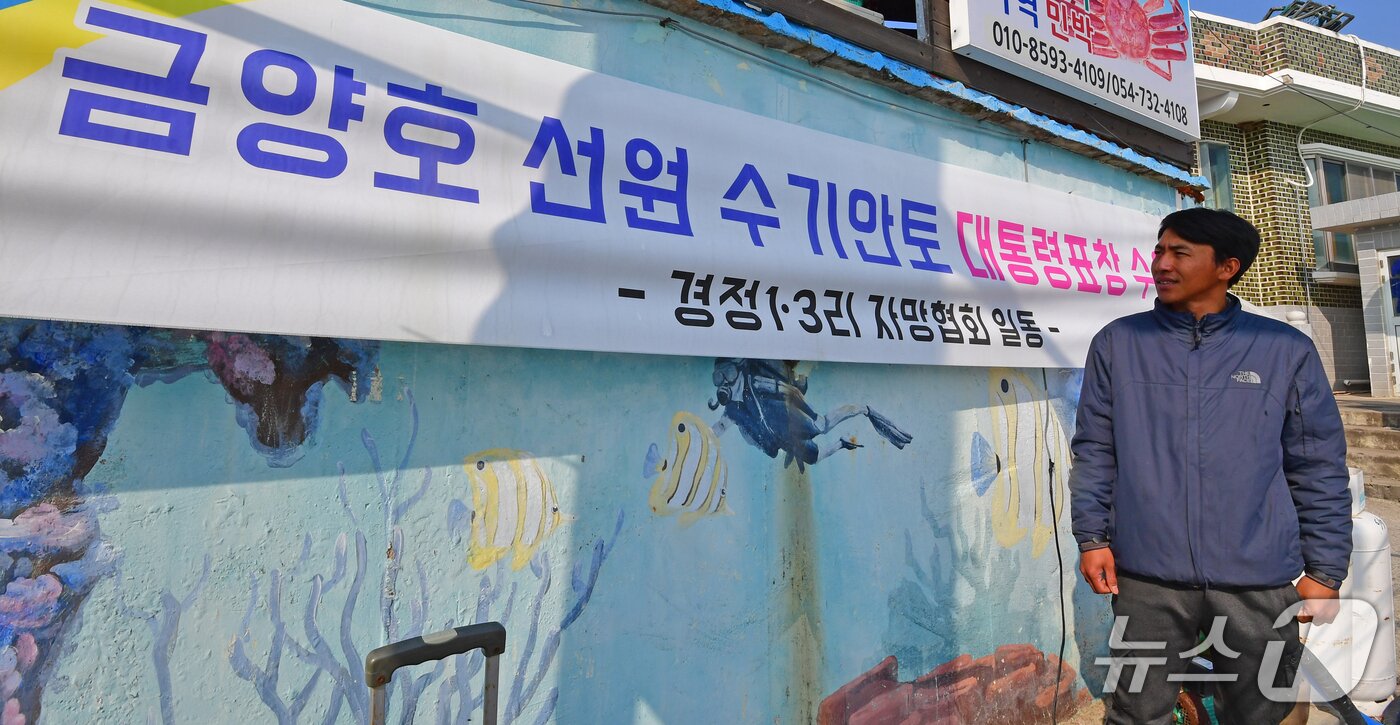 민박
010-8593-4109/054-732-4108
금양호 선원 수기안토 대통령표창 수
- 경정1·3리 자망협회 일동 -
THE NORTH FACE
뉴스1